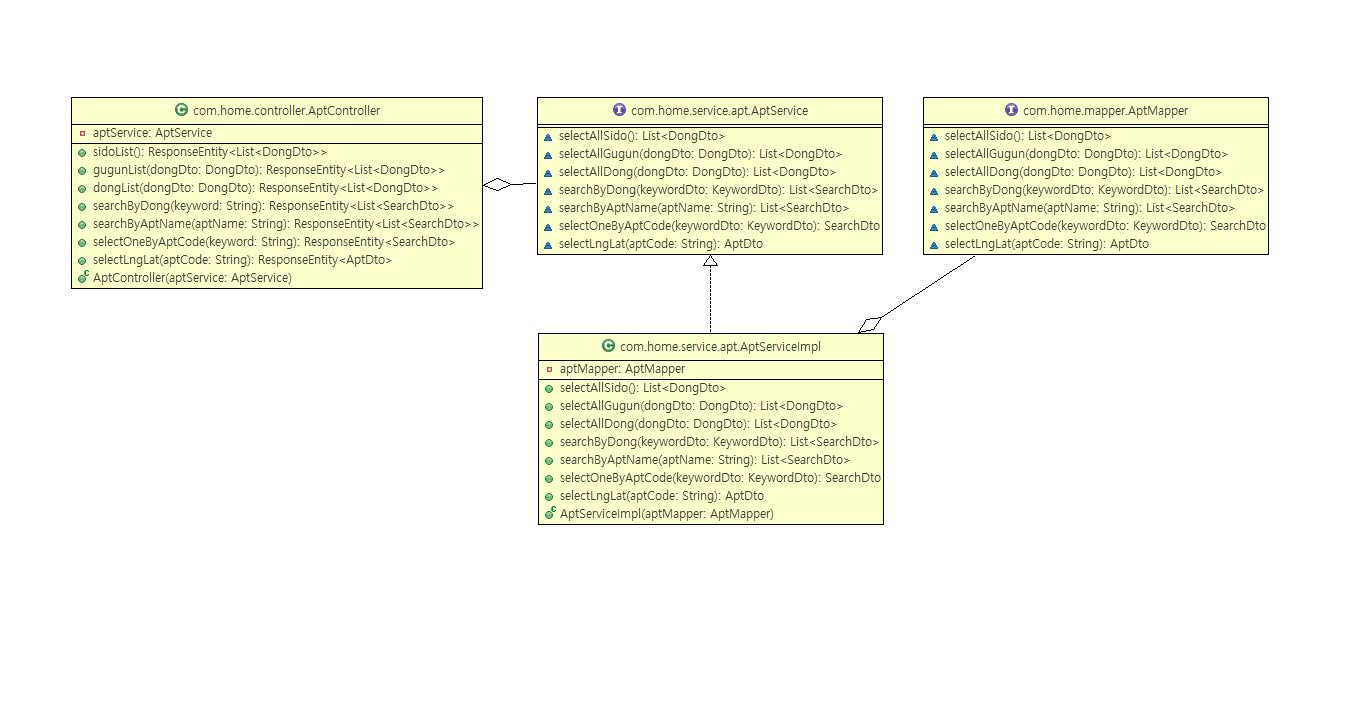 com.home.controller.AptController
aptService: AptService
sidoList(): ResponseEntity<List<DongDto>>
gugunList(dongDto: DongDto): ResponseEntity<List<DongDto>>
dongList(dongDto: DongDto): ResponseEntity<List<DongDto>>
searchByDong(keyword: String): ResponseEntity<List<SearchDto>>
searchByAptName(aptName: String): ResponseEntity<List<SearchDto>>
selectOneByAptCode(keyword: String): ResponseEntity<SearchDto>
selectLngLat(aptCode: String): ResponseEntity<AptDto>
AptController(aptService: AptService)
com.home.service.apt.AptService
selectAllSido(): List<DongDto>
selectAllGugun(dongDto: DongDto): List<DongDto>
selectAllDong(dongDto: DongDto): List<DongDto>
searchByDong(keywordDto: KeywordDto): List<SearchDto>
searchByAptName(aptName: String): List<SearchDto>
selectOneByAptCode(keywordDto: KeywordDto): SearchDto
selectLngLat(aptCode: String): AptDto
com.home.mapper.AptMapper
selectAllSido(): List<DongDto>
selectAllGugun(dongDto: DongDto): List<DongDto>
selectAllDong(dongDto: DongDto): List<DongDto>
searchByDong(keywordDto: KeywordDto): List<SearchDto>
searchByAptName(aptName: String): List<SearchDto>
selectOneByAptCode(keywordDto: KeywordDto): SearchDto
selectLngLat(aptCode: String): AptDto
com.home.service.apt.AptServiceImpl
aptMapper: AptMapper
selectAllSido(): List<DongDto>
selectAllGugun(dongDto: DongDto): List<DongDto>
selectAllDong(dongDto: DongDto): List<DongDto>
searchByDong(keywordDto: KeywordDto): List<SearchDto>
searchByAptName(aptName: String): List<SearchDto>
selectOneByAptCode(keywordDto: KeywordDto): SearchDto
selectLngLat(aptCode: String): AptDto
AptServiceImpl(aptMapper: AptMapper)